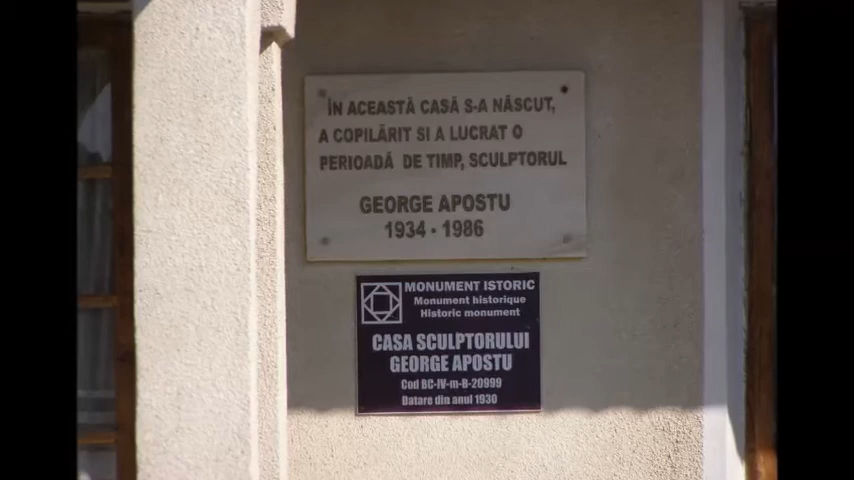 ÎN ACEASTĂ CASĂ S-A NĂSCUT,
A COPILĂRIT SI A LUCRAT O
PERIOADĂ DE TIMP, SCULPTORUL
GEORGE APOSTU
1934 • 1986
MONUMENT ISTORIC
Monument historique
Historic monument
CASA SCULPTORULUI
GEORGE APOSTU
Cod BC-IV-m-B-20999
Datare din anul 1930